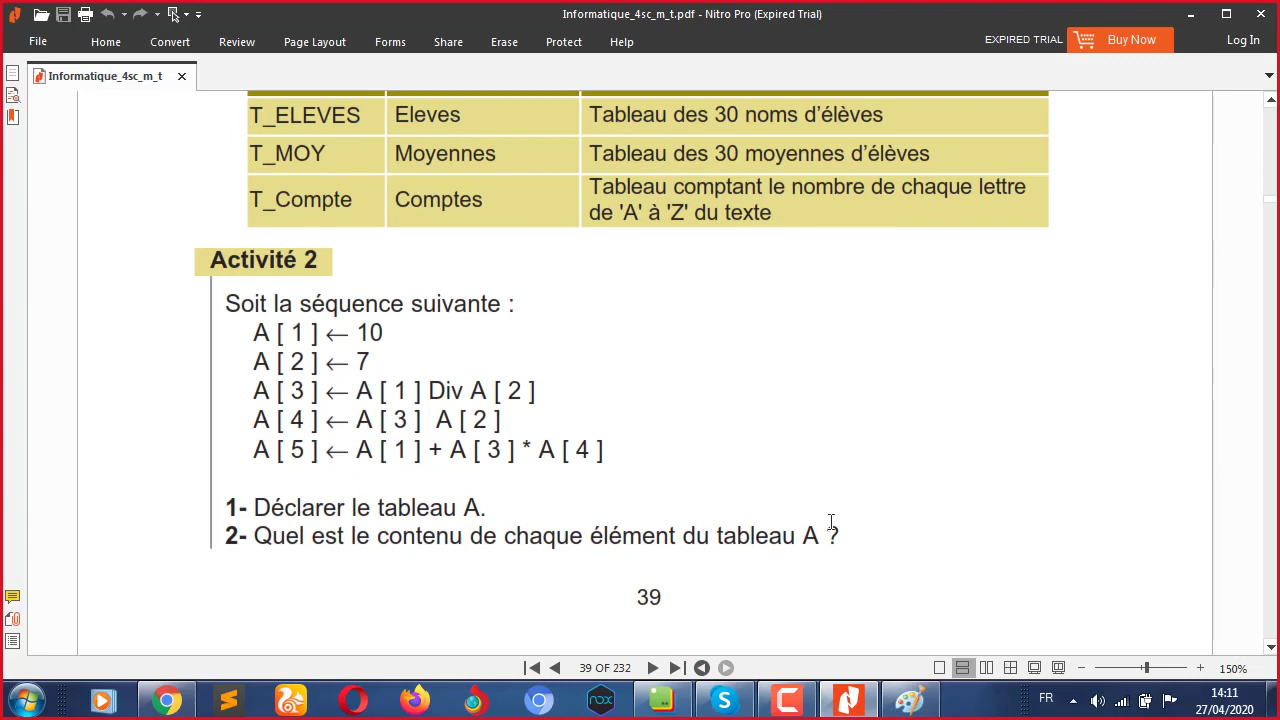 Informatique_4sc_m_t.pdf - Nitro Pro (Expired Trial)
File Home Convert Review Page Layout Forms Share Erase Protect Help EXPIRED TRIAL Buy Now Log In
Informatique_4sc_m_t
T_ELEVES Eleves Tableau des 30 noms d’élèves
T_MOY Moyennes Tableau des 30 moyennes d’élèves
T_Compte Comptes Tableau comptant le nombre de chaque lettre
de 'A' à 'Z' du texte
Activité 2
Soit la séquence suivante :
A [ 1 ] ← 10
A [ 2 ] ← 7
A [ 3 ] ← A [ 1 ] Div A [ 2 ]
A [ 4 ] ← A [ 3 ] A [ 2 ]
A [ 5 ] ← A [ 1 ] + A [ 3 ] * A [ 4 ]
1- Déclarer le tableau A.
2- Quel est le contenu de chaque élément du tableau A ?
39
39 OF 232 150%
nox
FR 14:11
27/04/2020